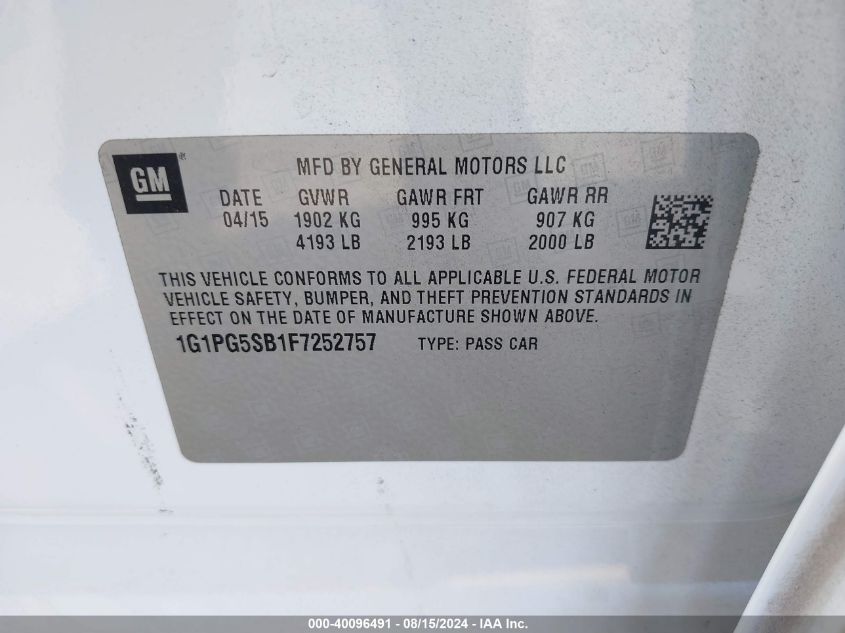 GM ®
MFD BY GENERAL MOTORS LLC
DATE GVWR GAWR FRT GAWR RR
04/15 1902 KG 995 KG 907 KG
4193 LB 2193 LB 2000 LB
THIS VEHICLE CONFORMS TO ALL APPLICABLE U.S. FEDERAL MOTOR
VEHICLE SAFETY, BUMPER, AND THEFT PREVENTION STANDARDS IN
EFFECT ON THE DATE OF MANUFACTURE SHOWN ABOVE.
1G1PG5SB1F7252757 TYPE: PASS CAR
000-40096491 - 08/15/2024 - IAA Inc.